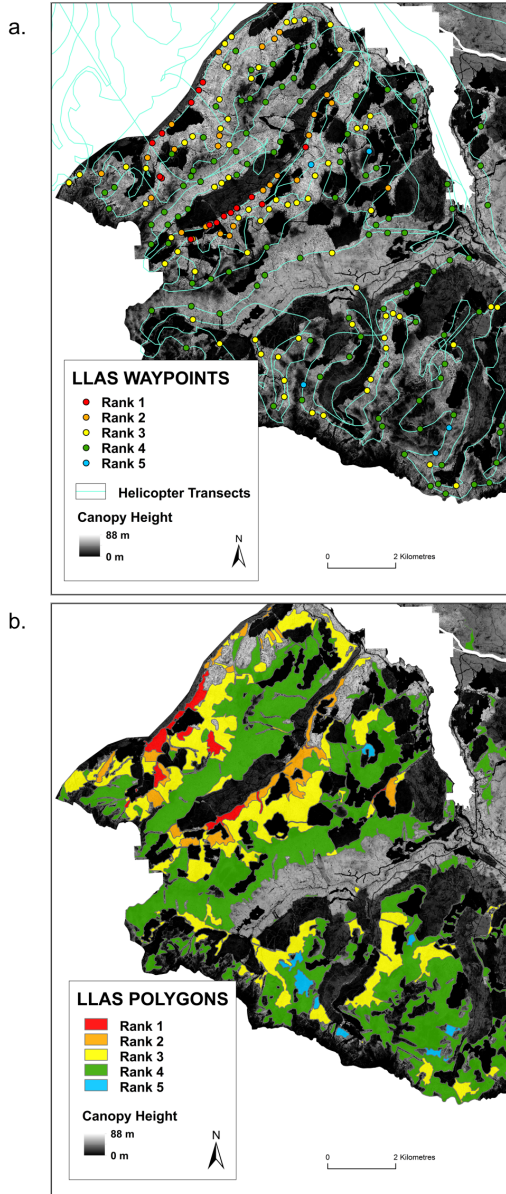 a.
LLAS WAYPOINTS
Rank 1
Rank 2
Rank 3
Rank 4
Rank 5
Helicopter Transects
Canopy Height
88 m
0 m
N
0 2 Kilometres
b.
LLAS POLYGONS
Rank 1
Rank 2
Rank 3
Rank 4
Rank 5
Canopy Height
88 m
0 m
N
0 2 Kilometres